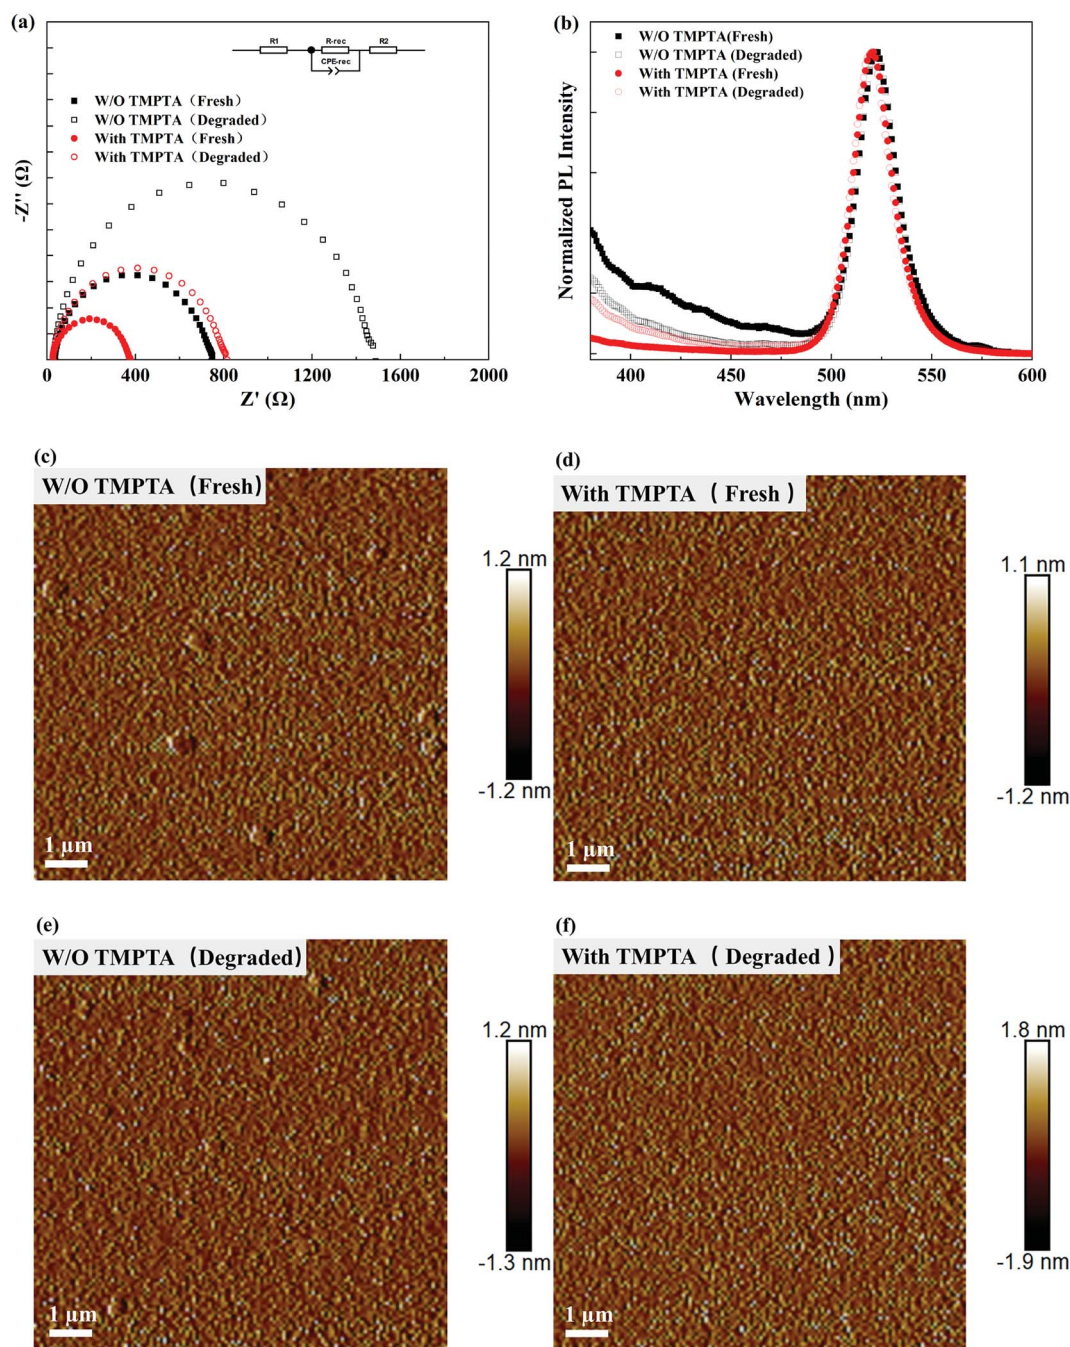 (a)
R1 R-rec R2
CPE-rec
W/O TMPTA（Fresh）
W/O TMPTA（Degraded）
With TMPTA（Fresh）
With TMPTA（Degraded）
-Z'' (Ω)
0 400 800 1200 1600 2000
Z' (Ω)
(b)
W/O TMPTA(Fresh)
W/O TMPTA(Degraded)
With TMPTA (Fresh)
With TMPTA (Degraded)
Normalized PL Intensity
400 450 500 550 600
Wavelength (nm)
(c)
W/O TMPTA（Fresh）
1 μm
1.2 nm
-1.2 nm
(d)
With TMPTA（Fresh）
1 μm
1.1 nm
-1.2 nm
(e)
W/O TMPTA（Degraded）
1 μm
1.2 nm
-1.3 nm
(f)
With TMPTA（Degraded）
1 μm
1.8 nm
-1.9 nm